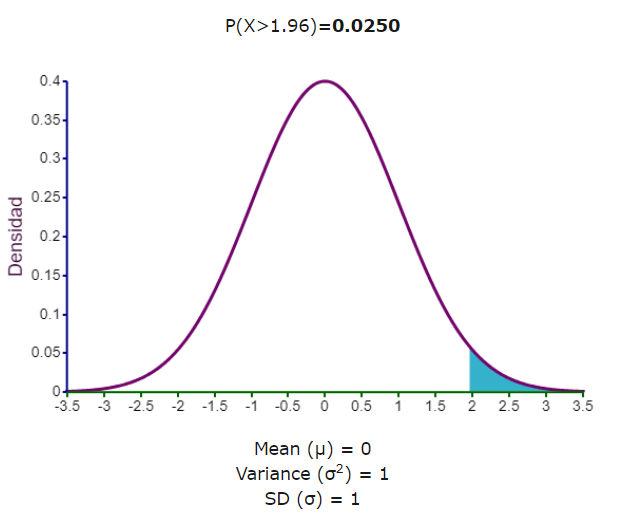 P(X>1.96)=0.0250
Densidad
0.4
0.35
0.3
0.25
0.2
0.15
0.1
0.05
0
-3.5 -3 -2.5 -2 -1.5 -1 -0.5 0 0.5 1 1.5 2 2.5 3 3.5
Mean (μ) = 0
Variance (σ²) = 1
SD (σ) = 1